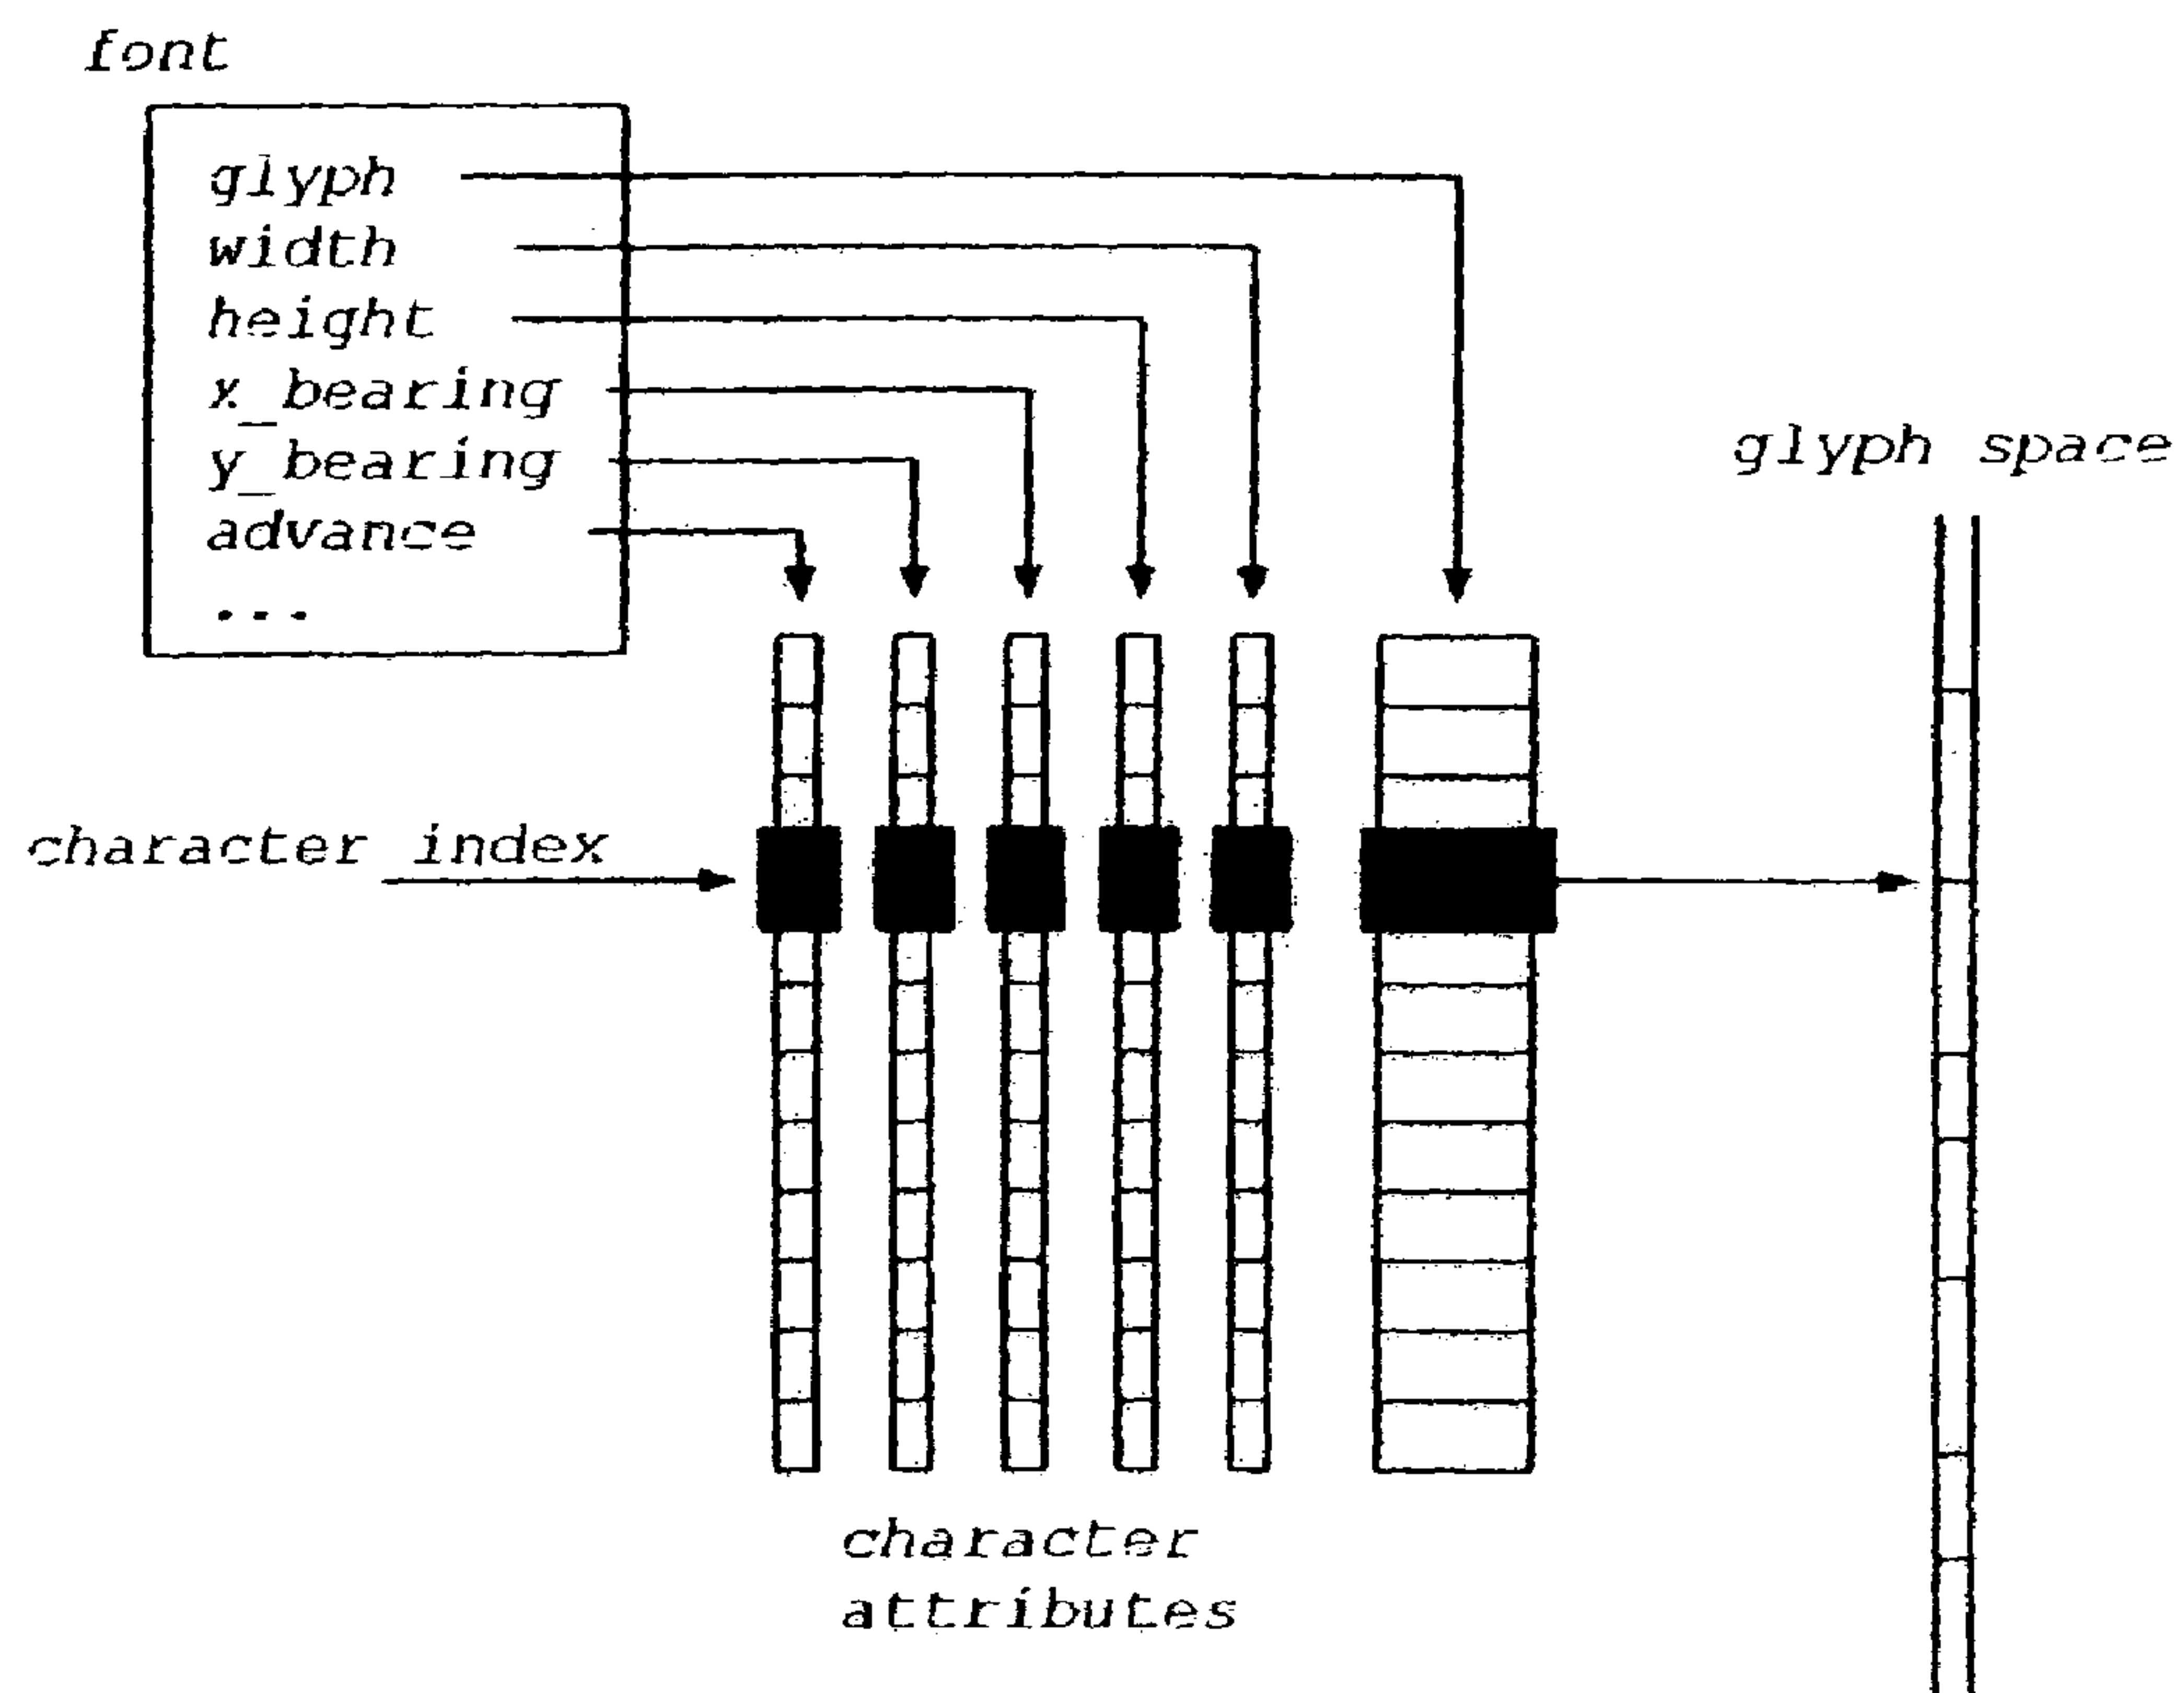 font
glyph
width
height
x_bearing
y_bearing
advance
...
glyph space
character index
character
attributes